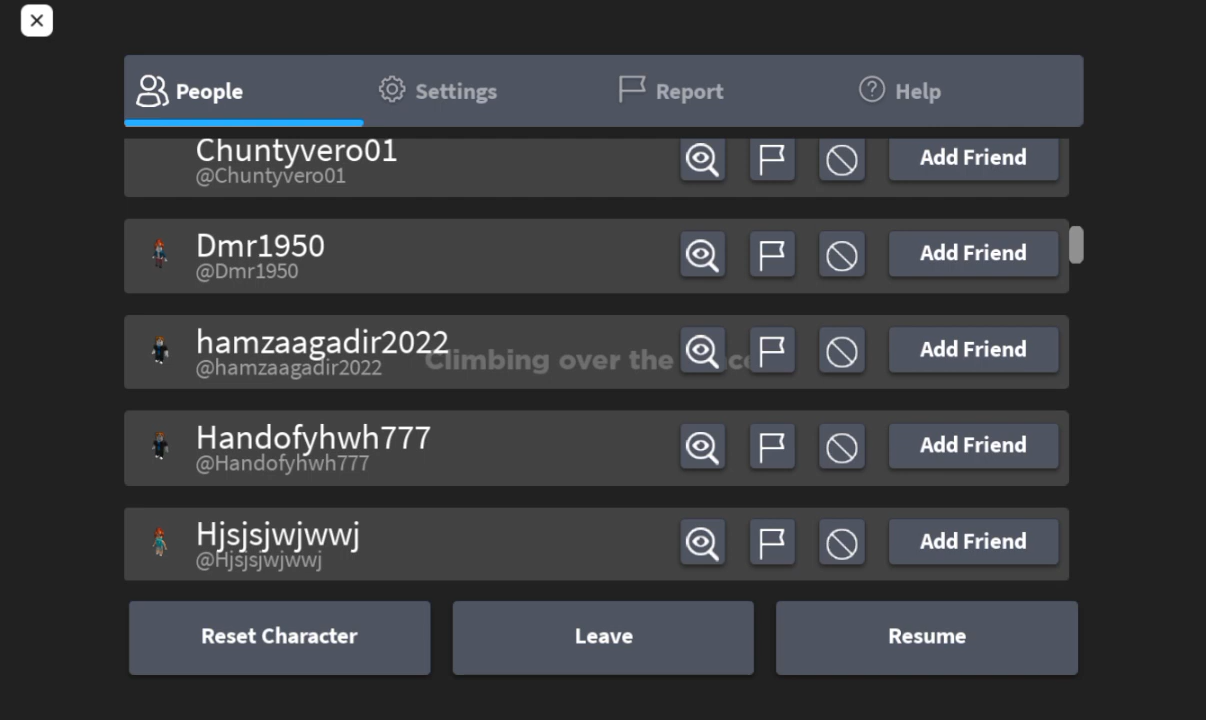 People Settings Report Help
Chuntyvero01
@Chuntyvero01
Add Friend
Dmr1950
@Dmr1950
Add Friend
hamzaagadir2022
@hamzaagadir2022
Climbing over the
Add Friend
Handofyhwh777
@Handofyhwh777
Add Friend
Hjsjsjwjwwj
@Hjsjsjwjwwj
Add Friend
Reset Character Leave Resume